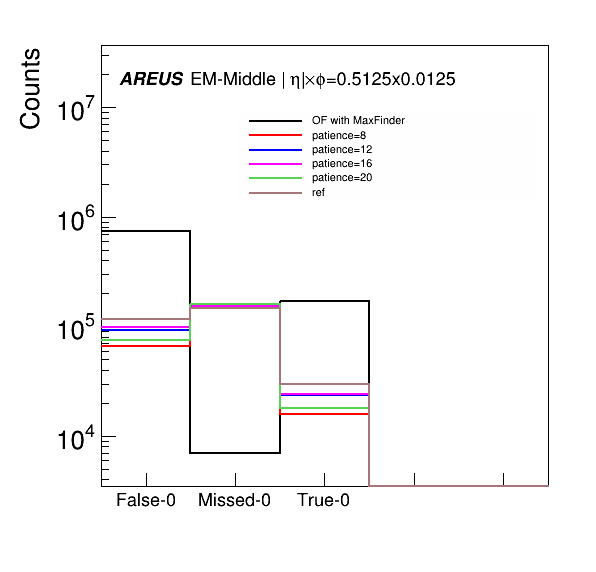 Counts
AREUS EM-Middle | η|×ϕ=0.5125x0.0125
OF with MaxFinder
patience=8
patience=12
patience=16
patience=20
ref
10⁷
10⁶
10⁵
10⁴
False-0 Missed-0 True-0